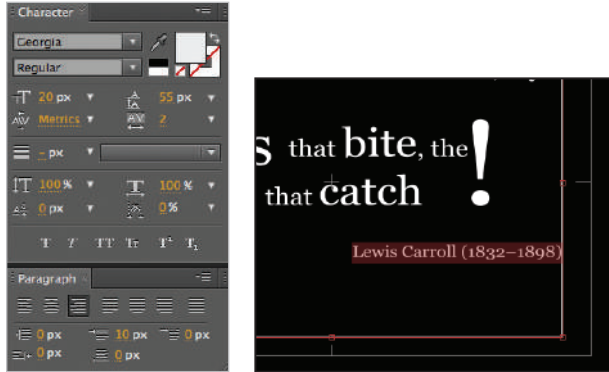 Character
Georgia
Regular
20 px
55 px
Metrics
2
- px
100 %
100 %
0 px
0 %
T T TT Tr T¹ T₁
Paragraph
0 px
10 px
0 px
0 px
0 px
s that bite, the !
that catch
Lewis Carroll (1832–1898)